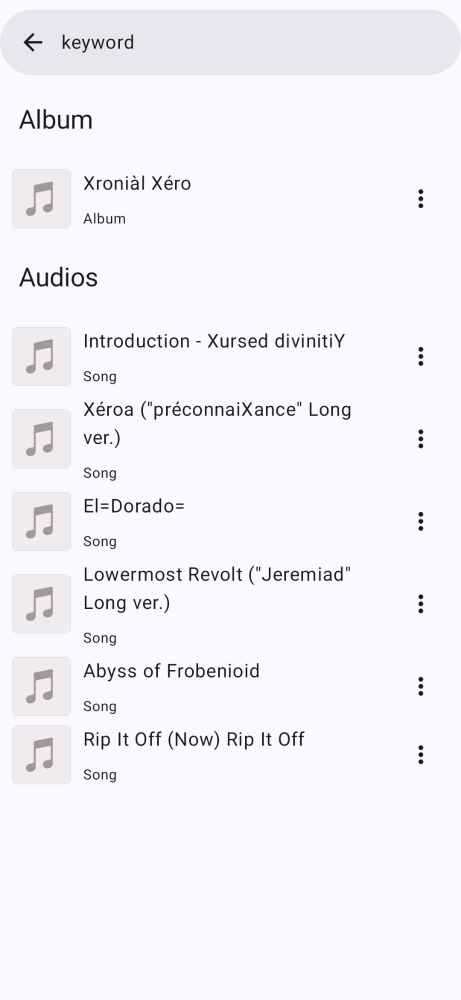 keyword
Album
Xroniàl Xéro
Album
Audios
Introduction - Xursed divinitiY
Song
Xéroa ("préconnaiXance" Long
ver.)
Song
El=Dorado=
Song
Lowermost Revolt ("Jeremiad"
Long ver.)
Song
Abyss of Frobenioid
Song
Rip It Off (Now) Rip It Off
Song